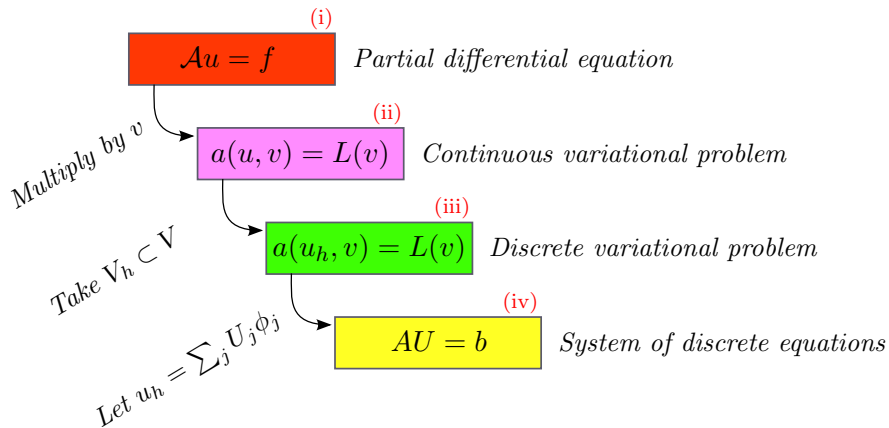 (i)
𝒜u = f Partial differential equation
Multiply by v
(ii)
a(u, v) = L(v) Continuous variational problem
Take V_h ⊂ V
(iii)
a(u_h, v) = L(v) Discrete variational problem
Let u_h = ∑_j U_j ϕ_j
(iv)
AU = b System of discrete equations